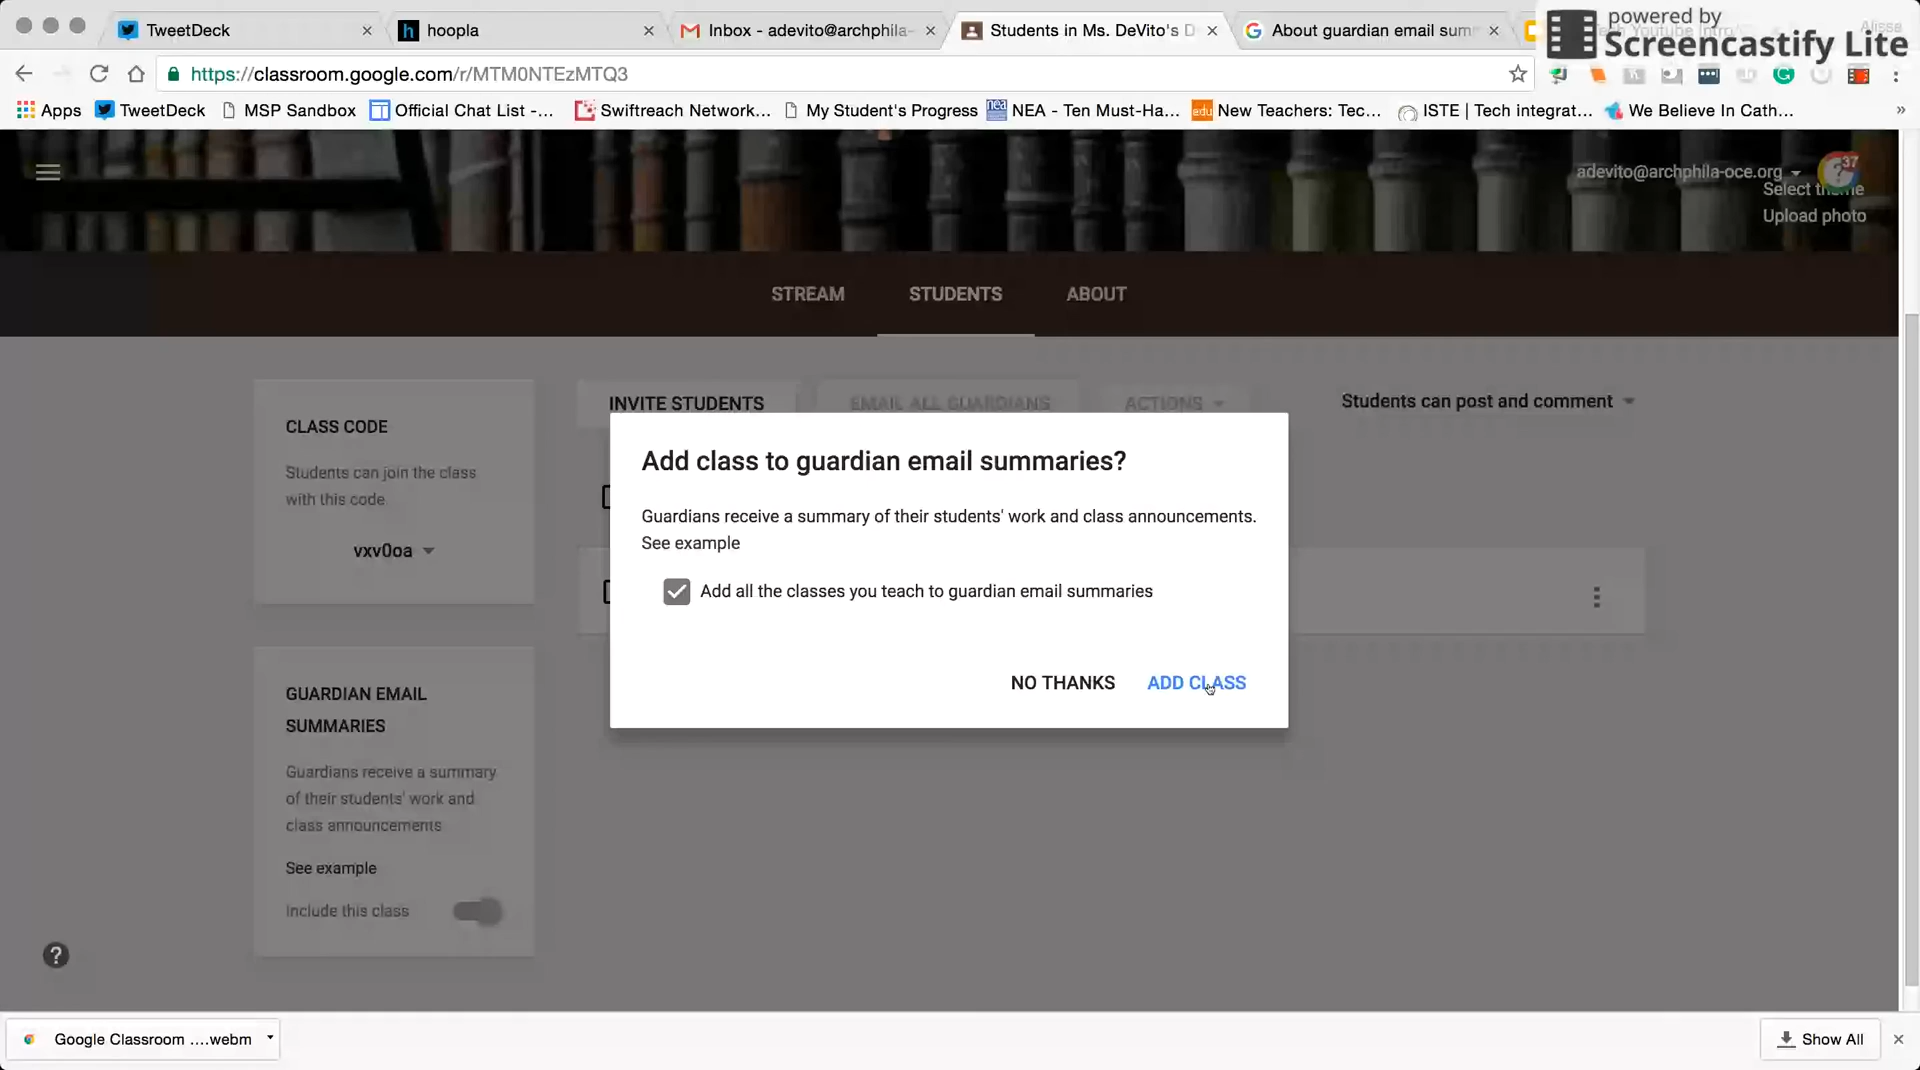 TweetDeck
hoopla
Inbox - adevito@archphila-
Students in Ms. DeVito's D
About guardian email sum
Alissa
powered by
Screencastify Lite
https://classroom.google.com/r/MTM0NTEzMTQ3
Apps TweetDeck MSP Sandbox Official Chat List -... Swiftreach Network... My Student's Progress NEA - Ten Must-Ha... New Teachers: Tec... ISTE | Tech integrat... We Believe In Cath... »
adevito@archphila-oce.org
37
Select theme
Upload photo
STREAM STUDENTS ABOUT
CLASS CODE
Students can join the class
with this code
vxv0oa
GUARDIAN EMAIL
SUMMARIES
Guardians receive a summary
of their students' work and
class announcements
See example
Include this class
INVITE STUDENTS EMAIL ALL GUARDIANS ACTIONS
Students can post and comment
Add class to guardian email summaries?
Guardians receive a summary of their students' work and class announcements.
See example
Add all the classes you teach to guardian email summaries
NO THANKS ADD CLASS
?
Google Classroom ....webm
Show All